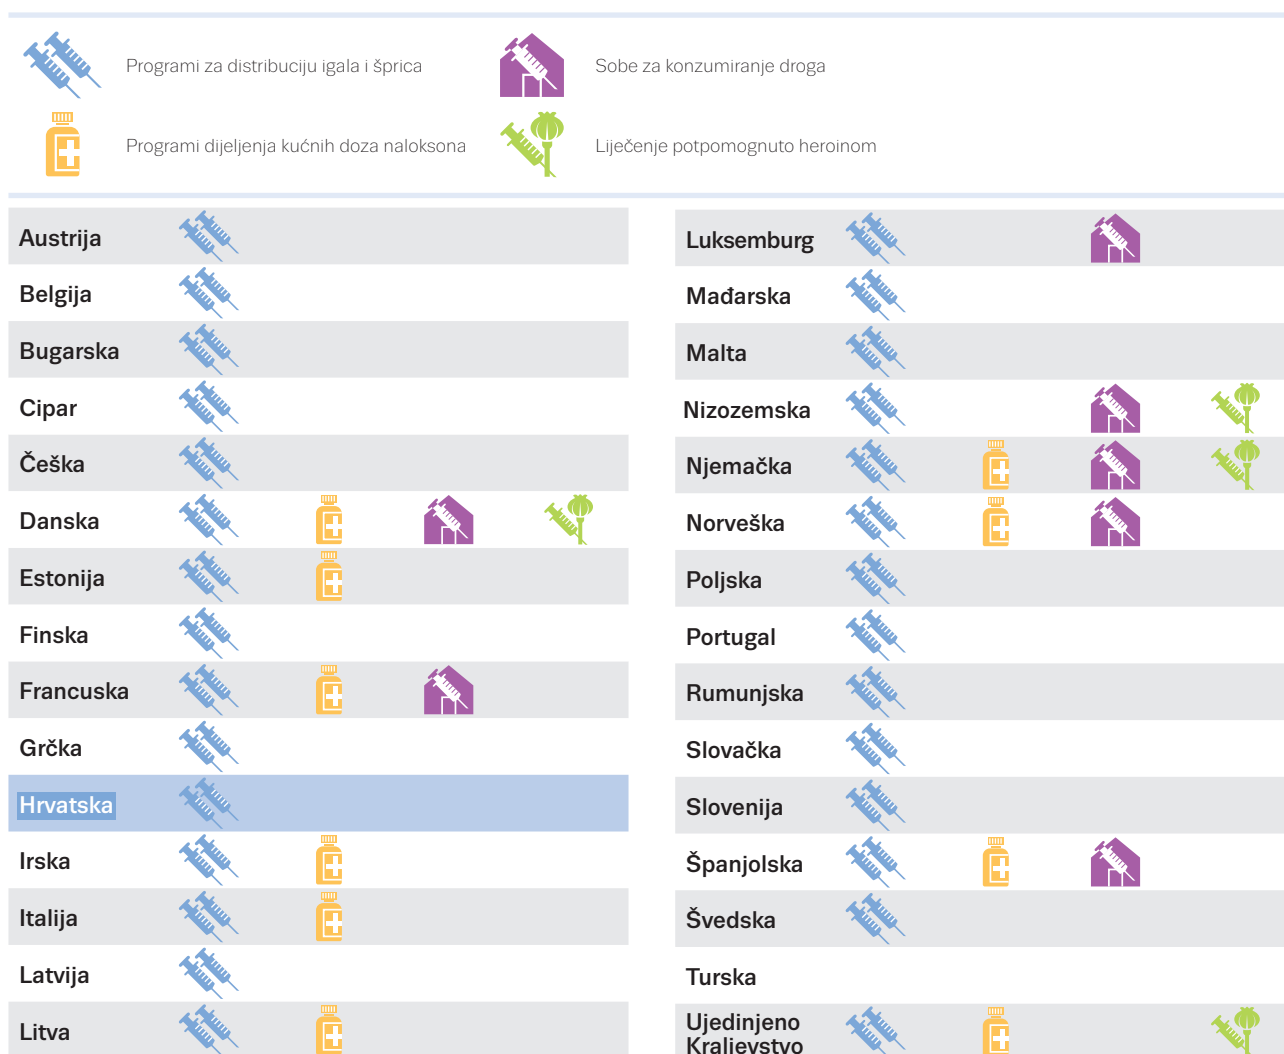 Programi za distribuciju igala i šprica
Sobe za konzumiranje droga
Programi dijeljenja kućnih doza naloksona
Liječenje potpomognuto heroinom
Austrija
Belgija
Bugarska
Cipar
Češka
Danska
Estonija
Finska
Francuska
Grčka
Hrvatska
Irska
Italija
Latvija
Litva
Luksemburg
Mađarska
Malta
Nizozemska
Njemačka
Norveška
Poljska
Portugal
Rumunjska
Slovačka
Slovenija
Španjolska
Švedska
Turska
Ujedinjeno
Kraljevstvo